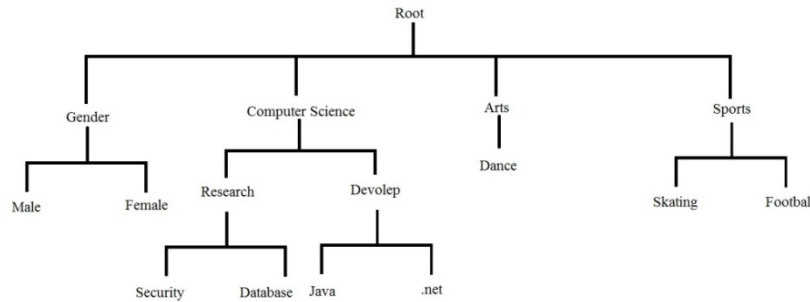 Root
Gender
Computer Science
Arts
Sports
Male
Female
Research
Devolep
Dance
Skating
Footbal
Security
Database
Java
.net